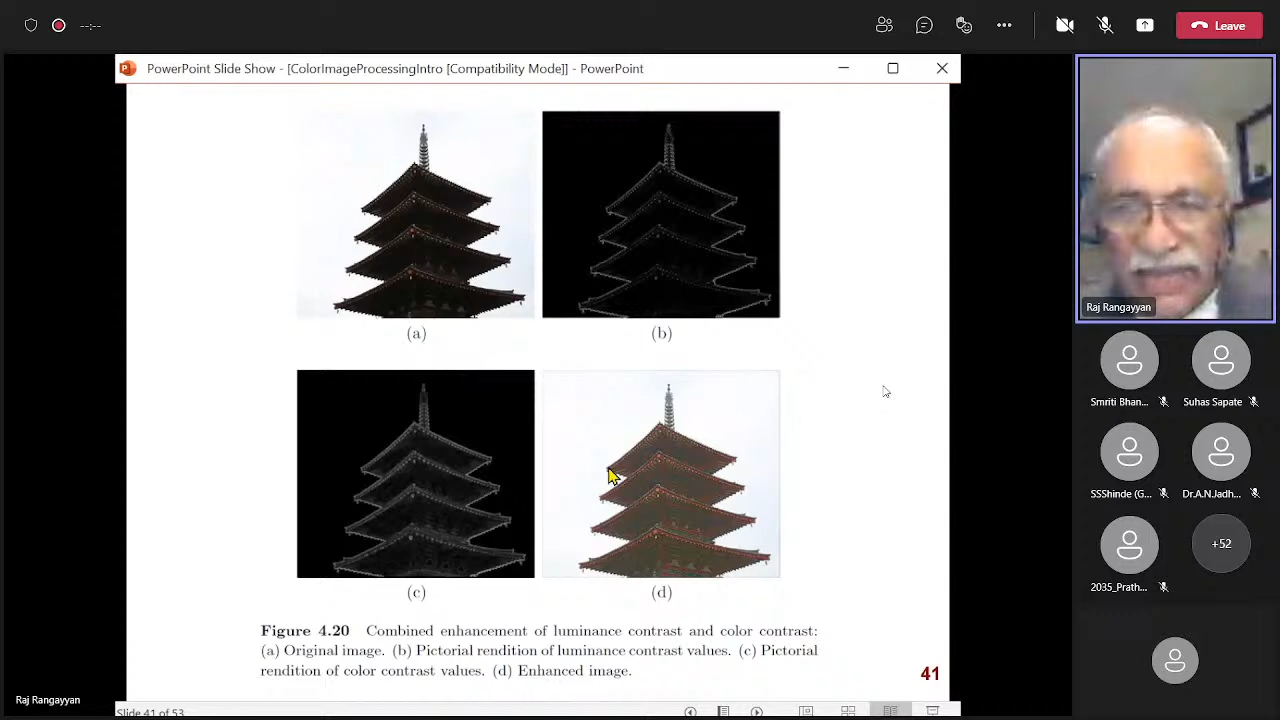 --:--
Leave
PowerPoint Slide Show - [ColorImageProcessingIntro [Compatibility Mode]] - PowerPoint
(a)
(b)
(c)
(d)
Figure 4.20 Combined enhancement of luminance contrast and color contrast:
(a) Original image. (b) Pictorial rendition of luminance contrast values. (c) Pictorial
rendition of color contrast values. (d) Enhanced image.
41
Slide 41 of 53
Raj Rangayyan
Raj Rangayyan
Smriti Bhan...
Suhas Sapate
SSShinde (G...
Dr.A.N.Jadh...
2035_Prath...
+52